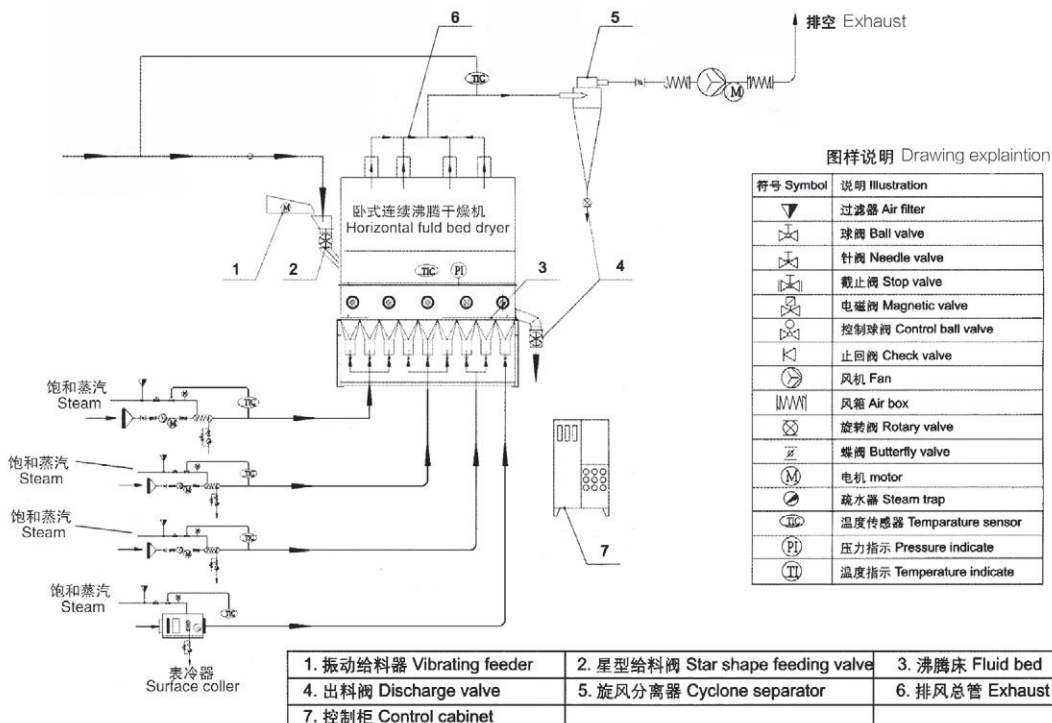 6
5
排空 Exhaust
TIC
M
图样说明 Drawing explaintion
符号 Symbol 说明 Illustration
过滤器 Air filter
球阀 Ball valve
针阀 Needle valve
截止阀 Stop valve
电磁阀 Magnetic valve
控制球阀 Control ball valve
止回阀 Check valve
风机 Fan
风箱 Air box
旋转阀 Rotary valve
蝶阀 Butterfly valve
M 电机 motor
疏水器 Steam trap
TIC 温度传感器 Temparature sensor
PI 压力指示 Pressure indicate
TI 温度指示 Temperature indicate
M
卧式连续沸腾干燥机
Horizontal fuld bed dryer
1
2
TIC
PI
3
4
饱和蒸汽
Steam
TIC
M
饱和蒸汽
Steam
TIC
M
饱和蒸汽
Steam
TIC
M
饱和蒸汽
Steam
TIC
表冷器
Surface coller
7
1. 振动给料器 Vibrating feeder 2. 星型给料阀 Star shape feeding valve 3. 沸腾床 Fluid bed
4. 出料阀 Discharge valve 5. 旋风分离器 Cyclone separator 6. 排风总管 Exhaust
7. 控制柜 Control cabinet